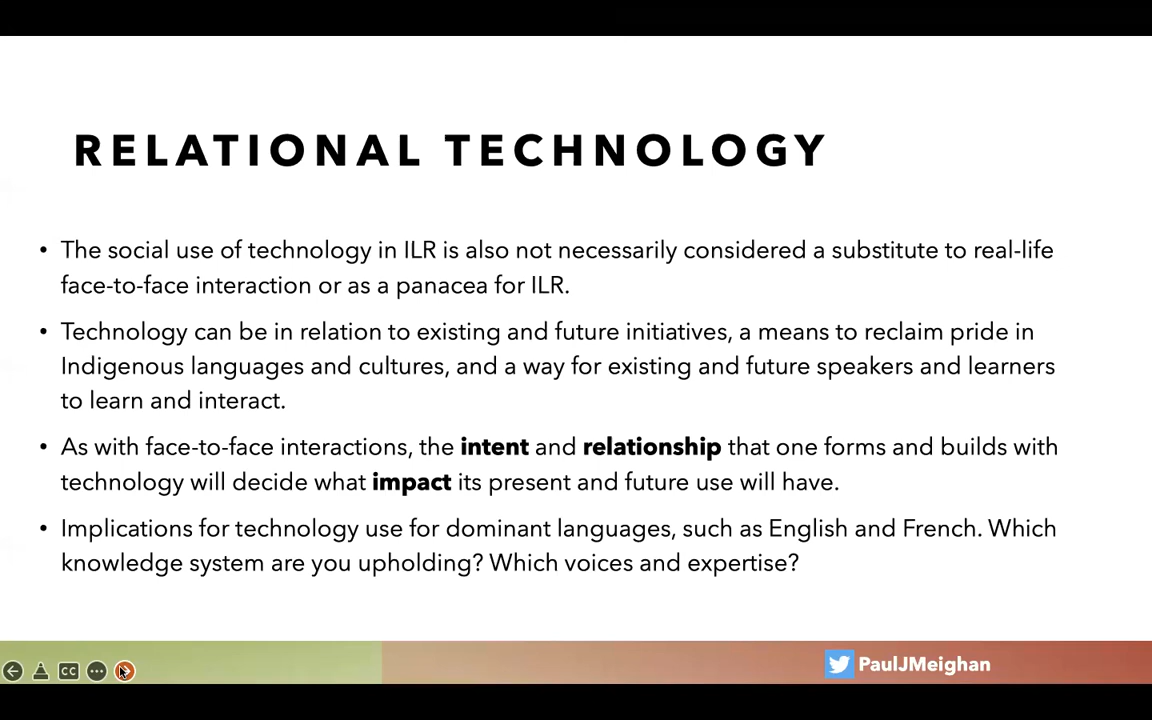 RELATIONAL TECHNOLOGY
• The social use of technology in ILR is also not necessarily considered a substitute to real-life
face-to-face interaction or as a panacea for ILR.
• Technology can be in relation to existing and future initiatives, a means to reclaim pride in
Indigenous languages and cultures, and a way for existing and future speakers and learners
to learn and interact.
• As with face-to-face interactions, the intent and relationship that one forms and builds with
technology will decide what impact its present and future use will have.
• Implications for technology use for dominant languages, such as English and French. Which
knowledge system are you upholding? Which voices and expertise?
CC
PaulJMeighan